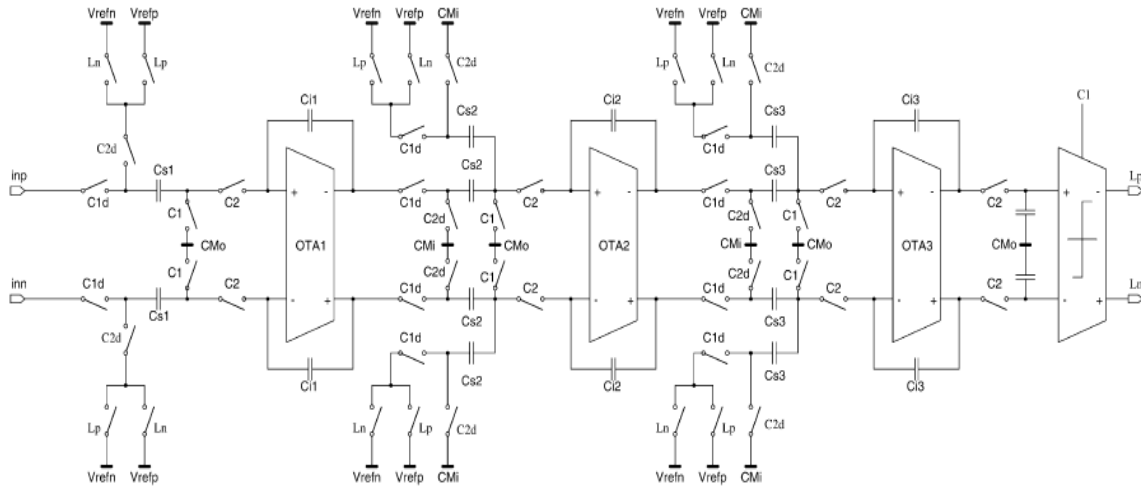 Vrefn Vrefp Vrefn Vrefp CMi Vrefn Vrefp CMi
Ln Lp Lp Ln C2d Lp Ln C2d
Ci1 Ci2 Ci3 C1
Cs2 Cs3
C2d C1d C1d
inp Cs1 Cs2 Cs3 Lp
+ - + - + - + -
C1d C1 C2 C1d C2d C1 C2 C1d C2d C1 C2 C2
CMo OTA1 CMi CMo OTA2 CMi CMo OTA3 CMo
inn C1d C1 C2 C1d C2d C1 C2 C1d C2d C1 C2 C2 Ln
- + - + - + - +
Cs1 Cs2 Cs3
C2d C1d C1d
Ci1 Cs2 Ci2 Cs3 Ci3
Lp Ln Ln Lp C2d Ln Lp C2d
Vrefn Vrefp Vrefn Vrefp CMi Vrefn Vrefp CMi